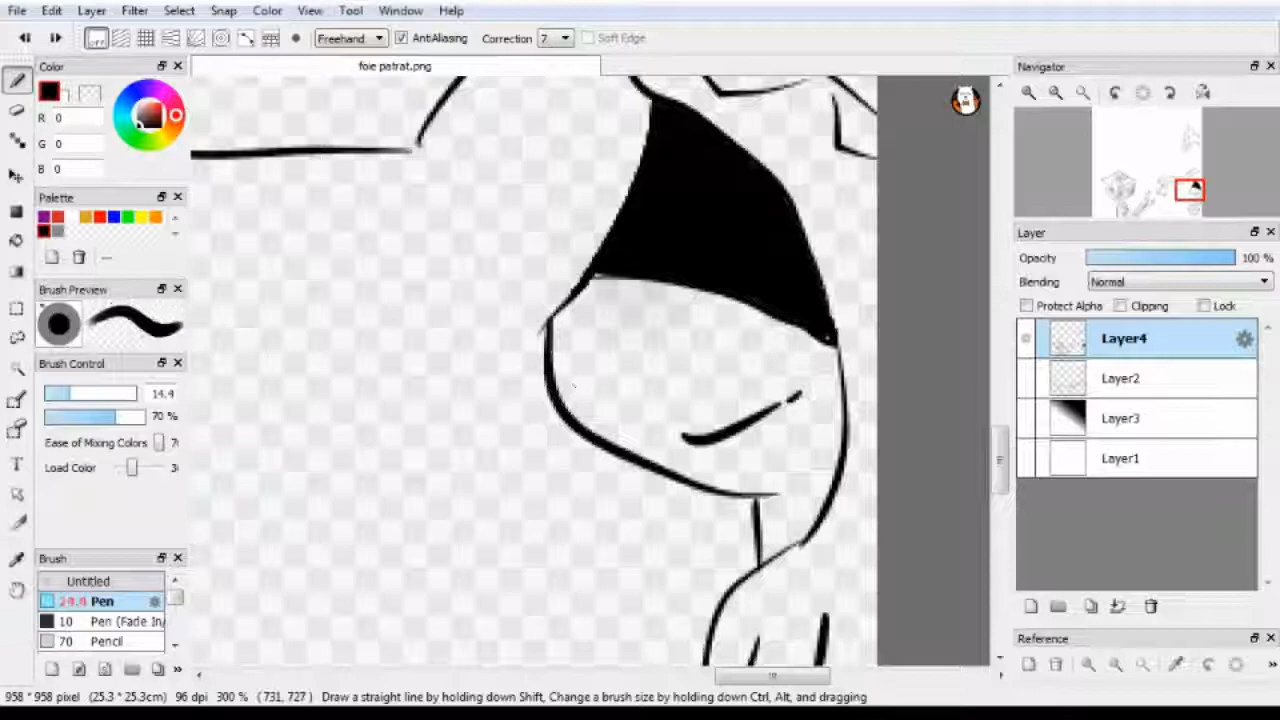 File Edit Layer Filter Select Snap Color View Tool Window Help
OFF Freehand AntiAliasing Correction 7 Soft Edge
Color
foie patrat.png
Navigator
R 0
G 0
B 0
Palette
Layer
Opacity 100 %
Blending Normal
Protect Alpha Clipping Lock
Brush Preview
Layer4
Brush Control
Layer2
14.4
70 %
Layer3
Ease of Mixing Colors 7
Load Color 3
Layer1
Brush
Untitled
24.4 Pen
10 Pen (Fade In/
70 Pencil
Reference
958 * 958 pixel (25.3 * 25.3cm) 96 dpi 300 % ( 731, 727 ) Draw a straight line by holding down Shift, Change a brush size by holding down Ctrl, Alt, and dragging